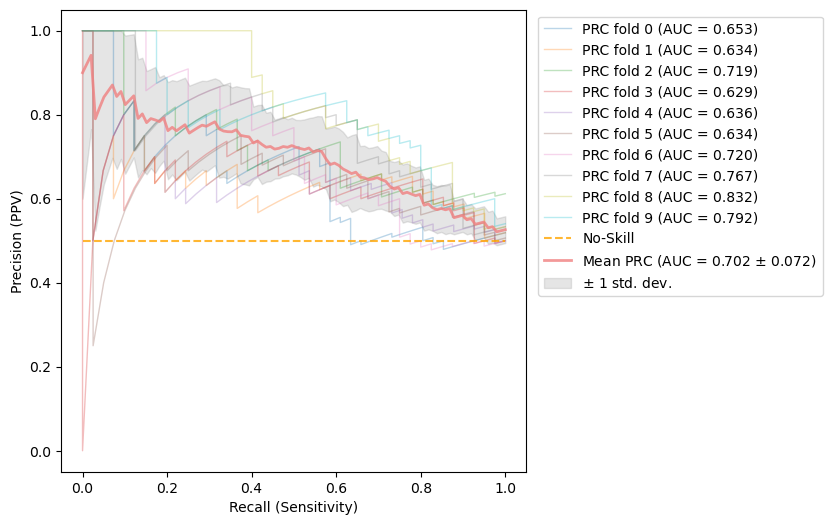 1.0
0.8
0.6
0.4
0.2
0.0
Precision (PPV)
0.0 0.2 0.4 0.6 0.8 1.0
Recall (Sensitivity)
PRC fold 0 (AUC = 0.653)
PRC fold 1 (AUC = 0.634)
PRC fold 2 (AUC = 0.719)
PRC fold 3 (AUC = 0.629)
PRC fold 4 (AUC = 0.636)
PRC fold 5 (AUC = 0.634)
PRC fold 6 (AUC = 0.720)
PRC fold 7 (AUC = 0.767)
PRC fold 8 (AUC = 0.832)
PRC fold 9 (AUC = 0.792)
No-Skill
Mean PRC (AUC = 0.702 ± 0.072)
± 1 std. dev.